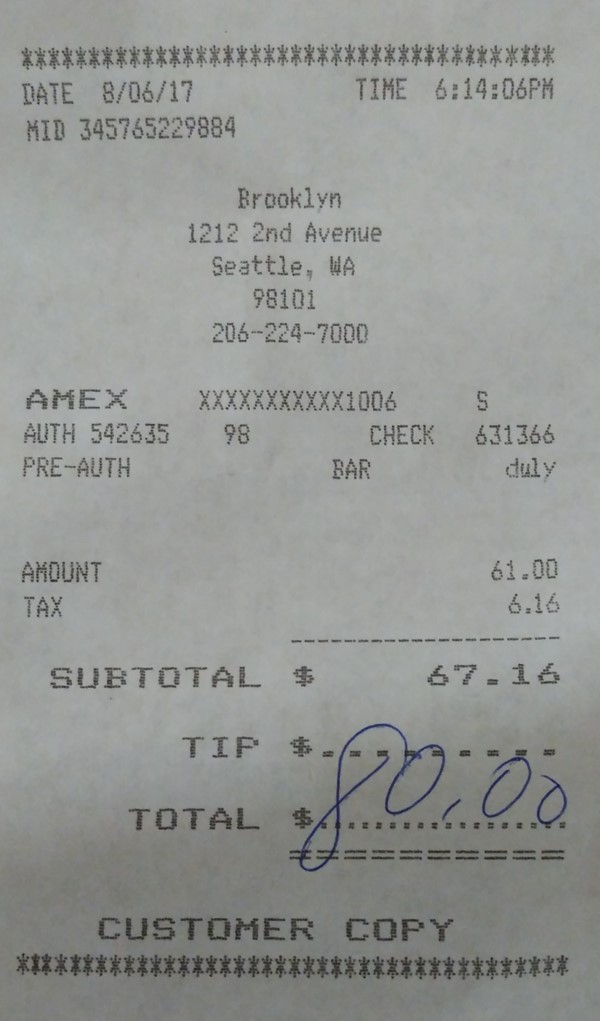 ******************************************
DATE 8/06/17 TIME 6:14:06PM
MID 345765229884
Brooklyn
1212 2nd Avenue
Seattle, WA
98101
206-224-7000
AMEX XXXXXXXXXXX1006 S
AUTH 542635 98 CHECK 631366
PRE-AUTH BAR duly
AMOUNT 61.00
TAX 6.16
--------------------
SUBTOTAL $ 67.16
TIP $
TOTAL $ 80.00
==========
CUSTOMER COPY
******************************************